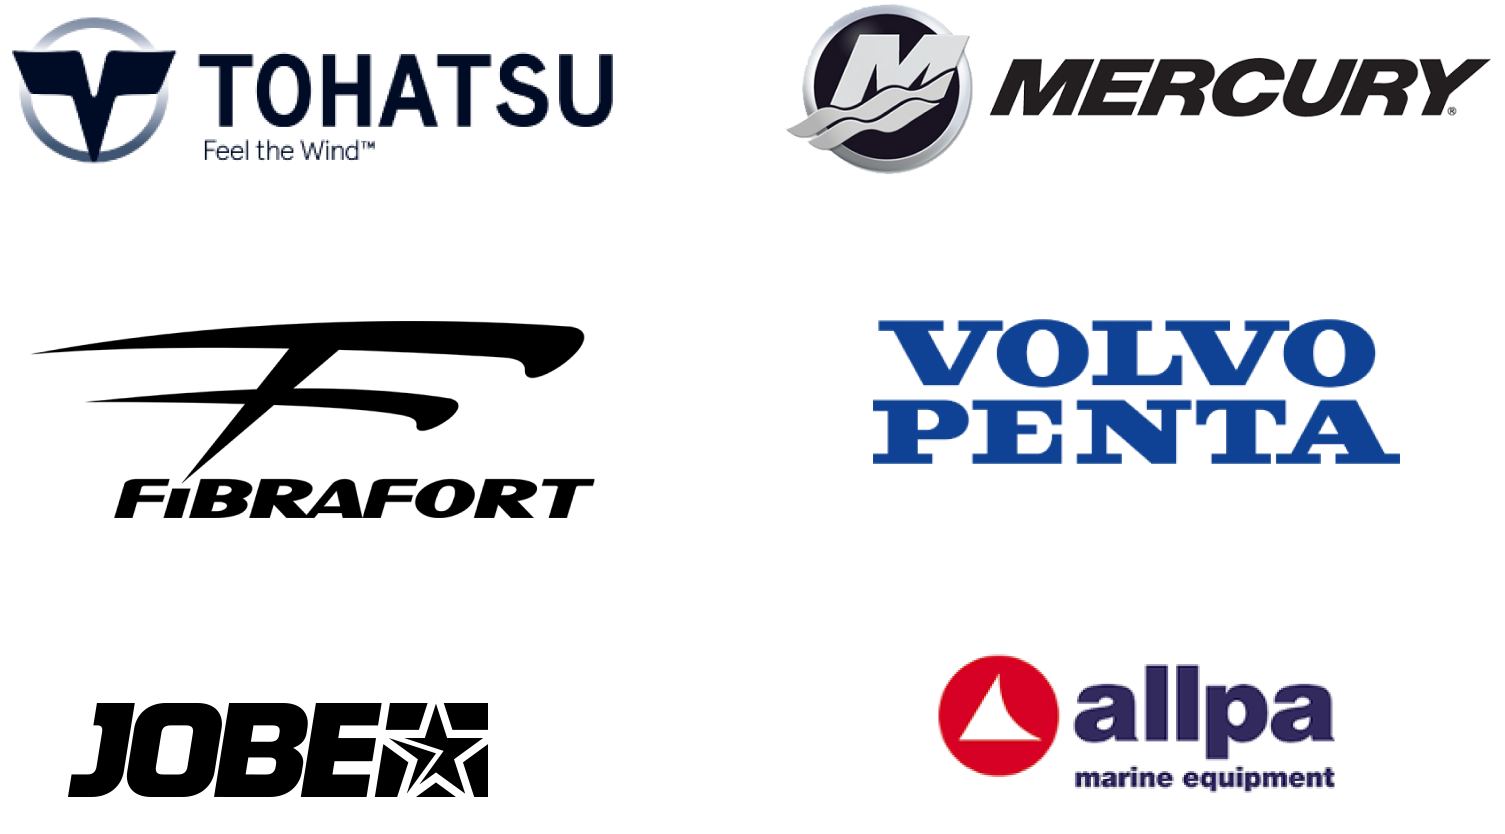 TOHATSU
Feel the Wind™
MERCURY®
FiBRAFORT
VOLVO
PENTA
JOBE
allpa
marine equipment